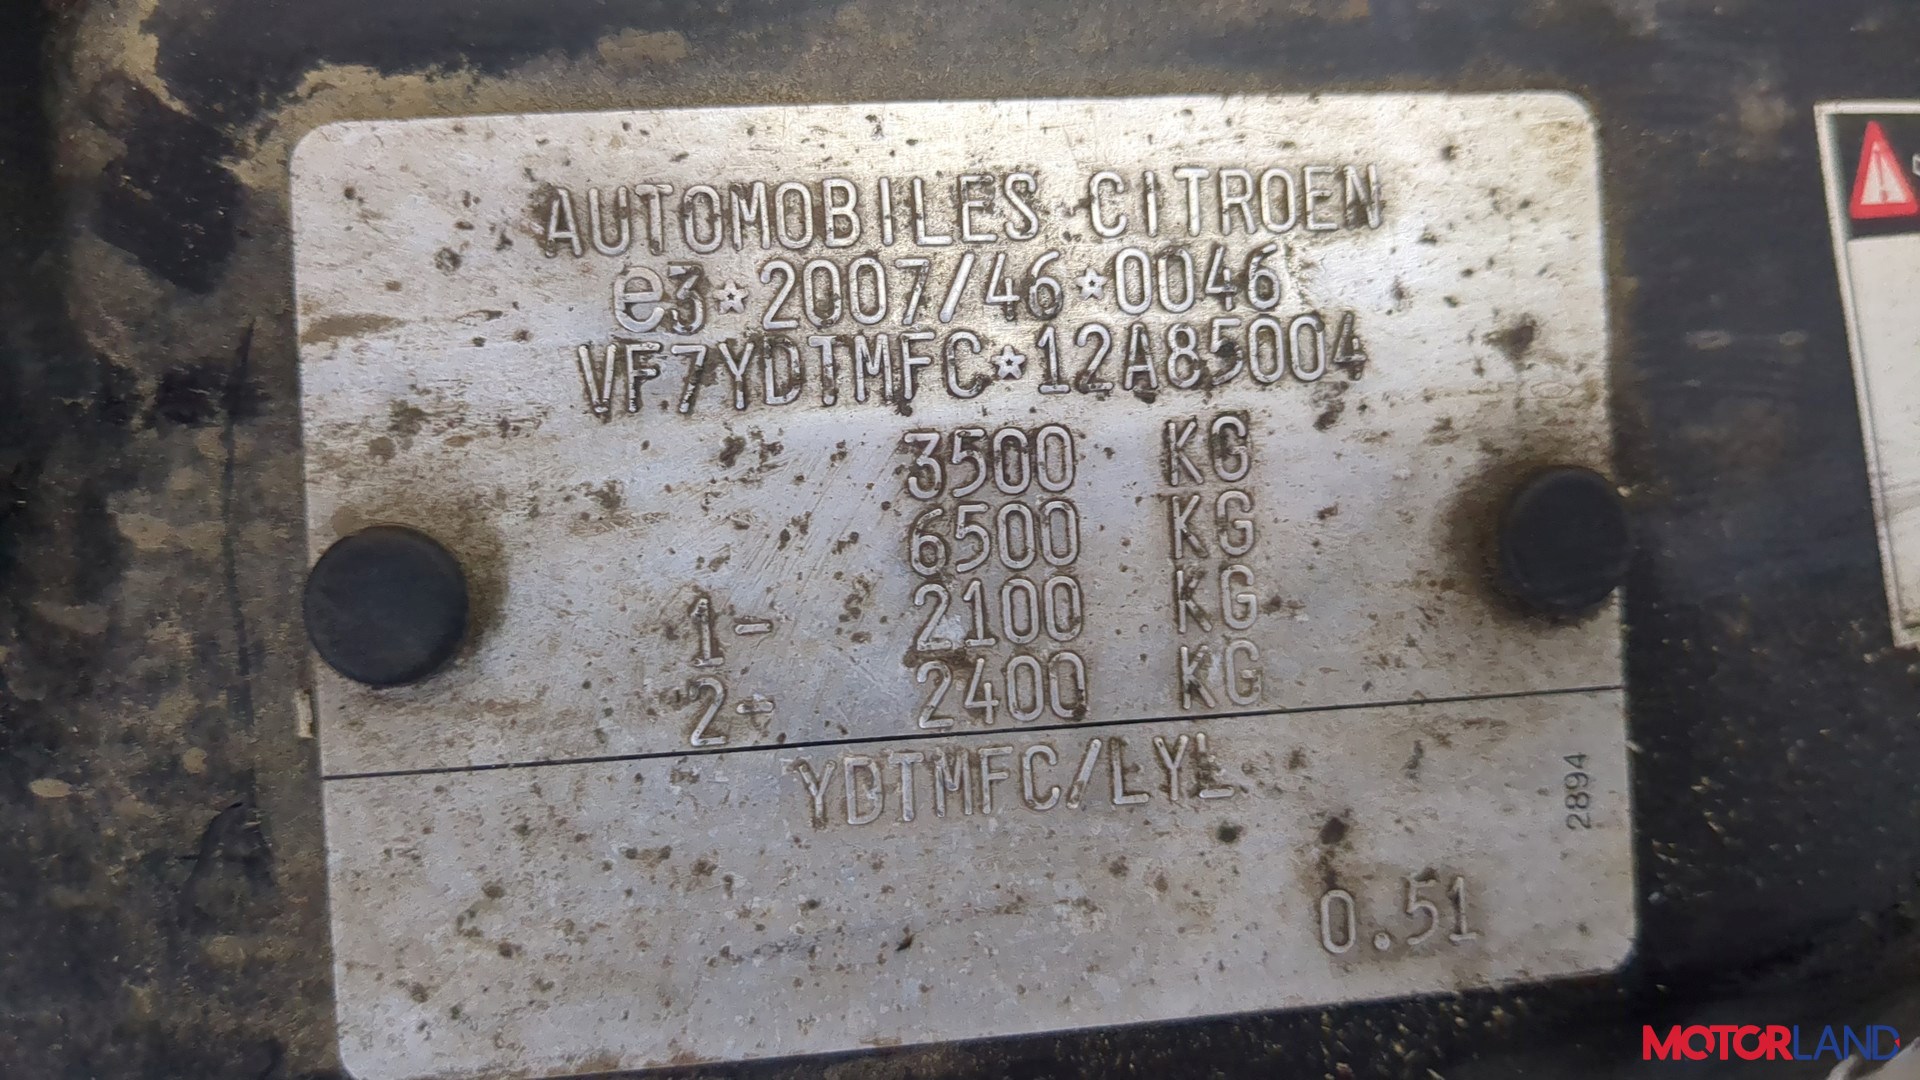 AUTOMOBILES CITROEN
e3*2007/46*0046
VF7YDTMFC*12A85004
3500 KG
6500 KG
1- 2100 KG
2- 2400 KG
YDTMFC/LYL
2894
0.51
MOTORLAND